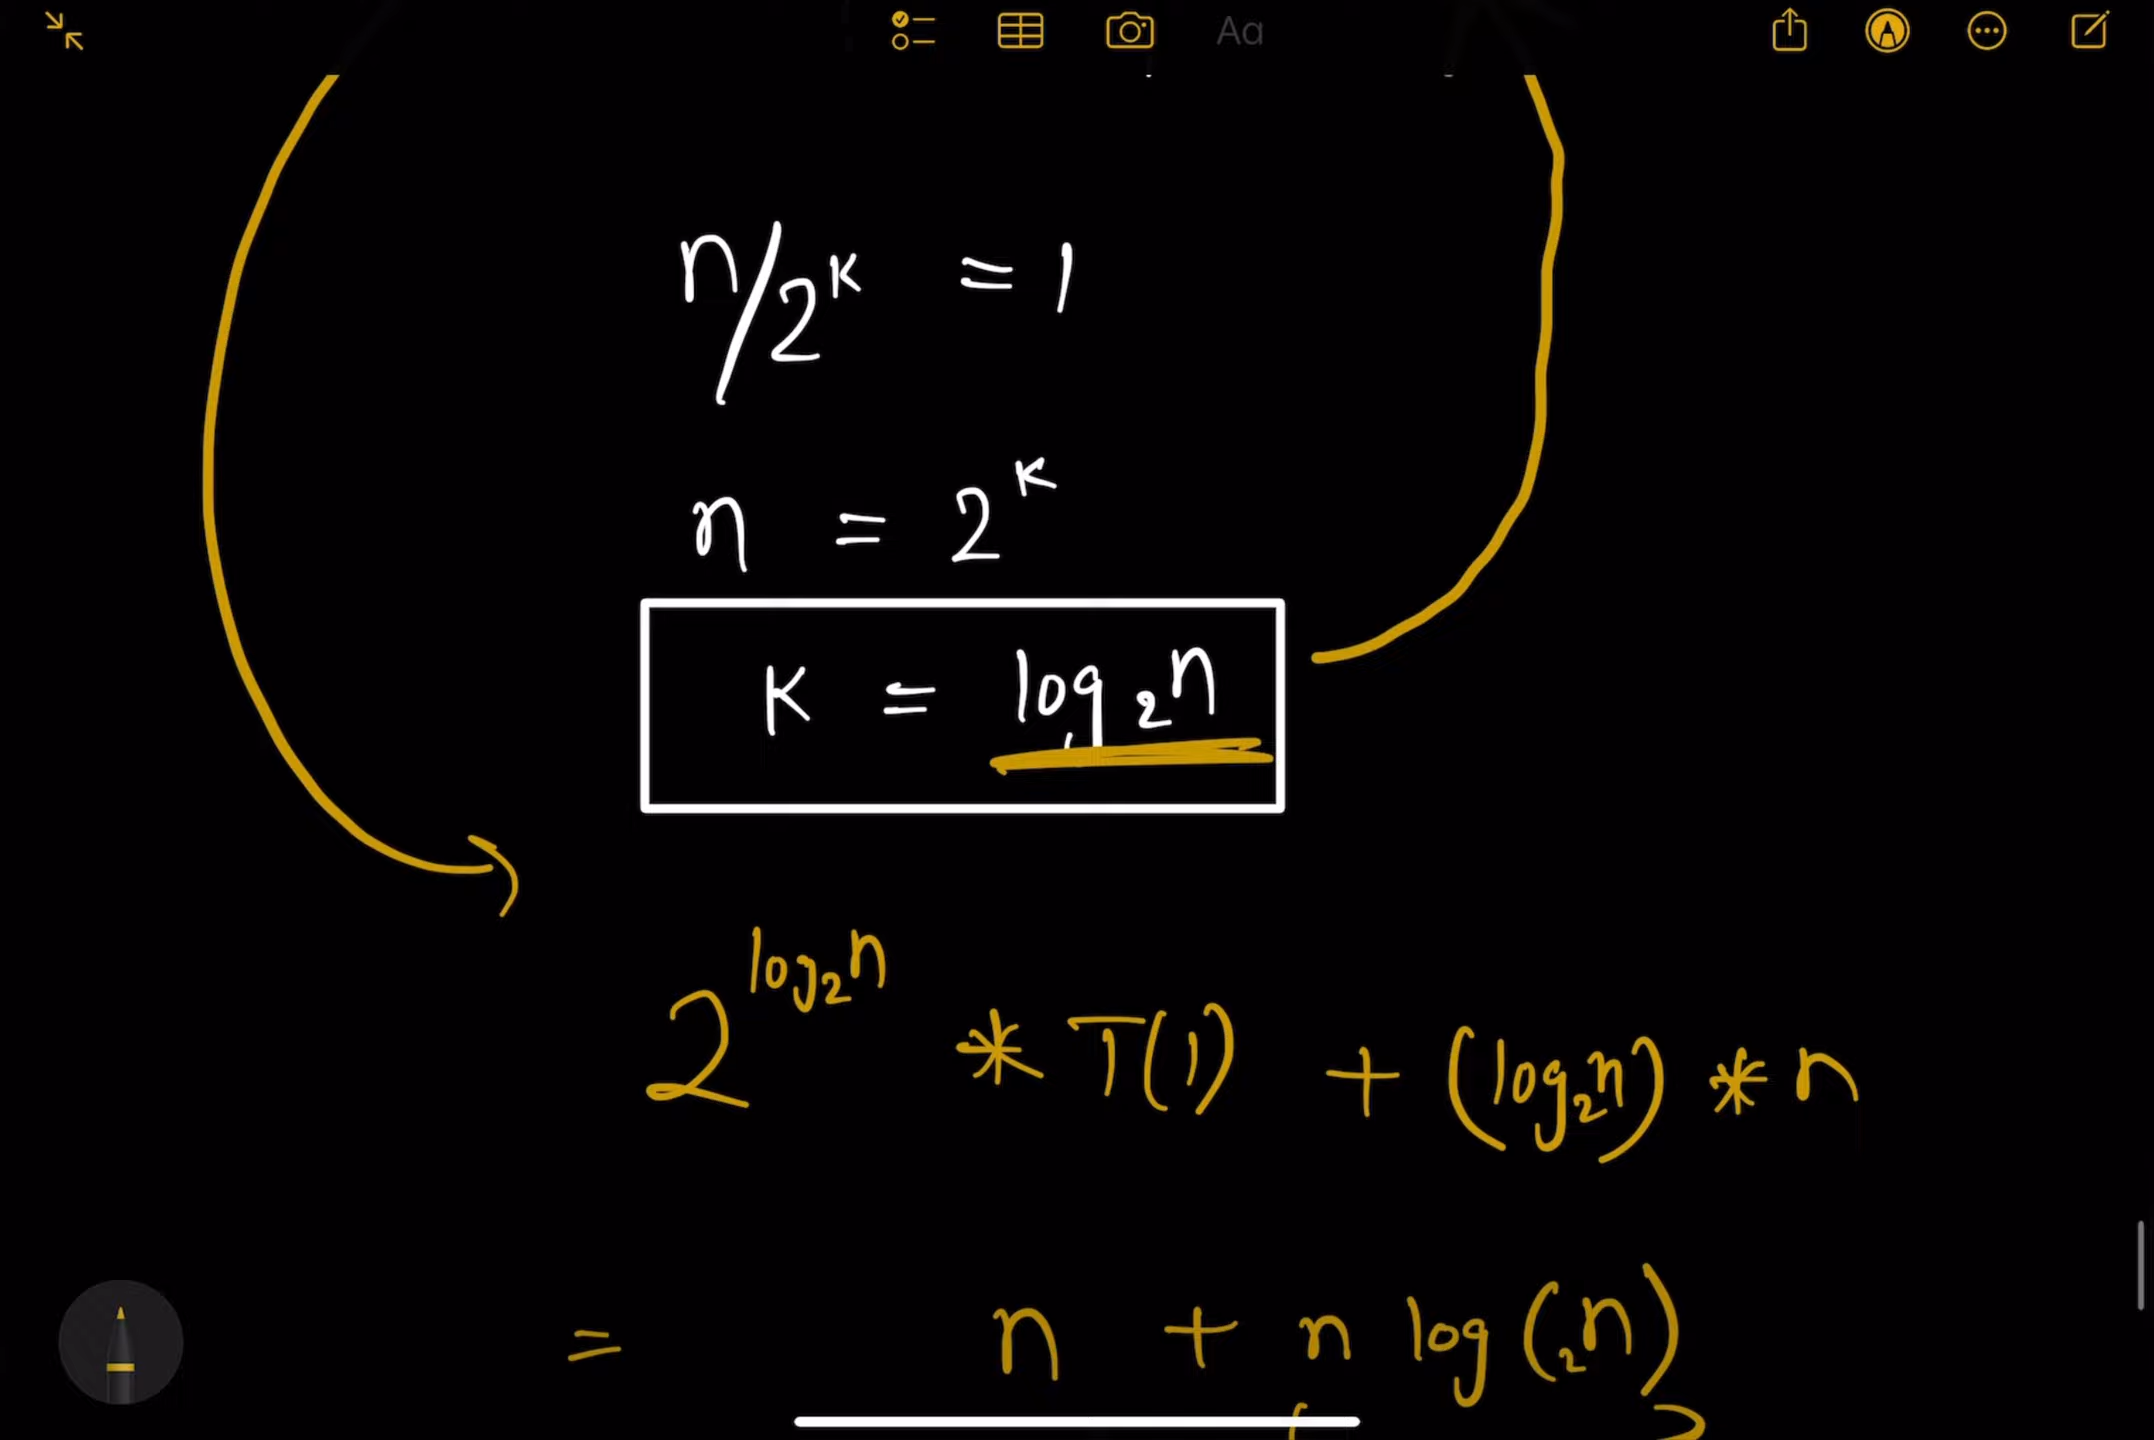 Aa
n/2^K = 1
n = 2^K
K = log₂n
2^log₂n * T(1) + (log₂n) * n
= n + n log(₂n)